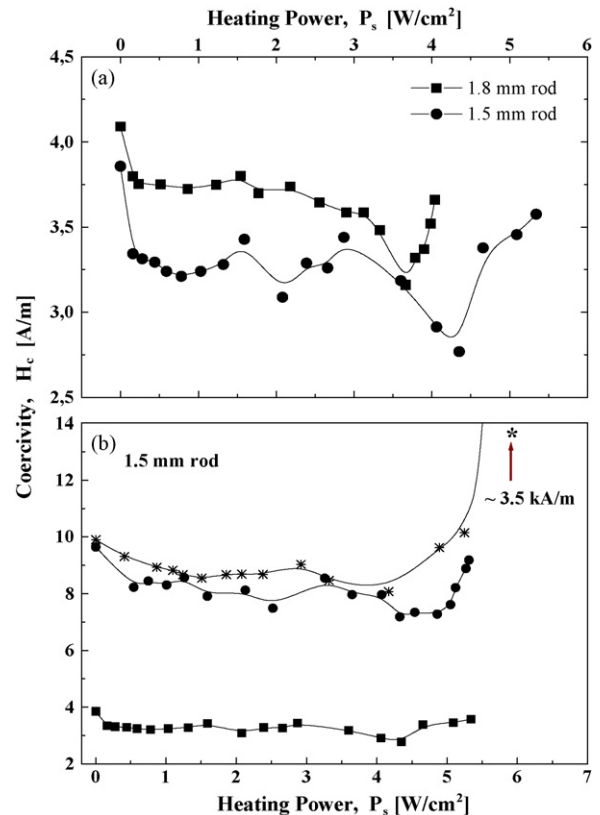 Heating Power, P_s [W/cm²]
0 1 2 3 4 5 6
4,5
(a)
1.8 mm rod
1.5 mm rod
4,0
3,5
3,0
2,5
Coercivity, H_c [A/m]
14
(b)
*
1.5 mm rod
12
~ 3.5 kA/m
10
8
6
4
2
0 1 2 3 4 5 6 7
Heating Power, P_s [W/cm²]